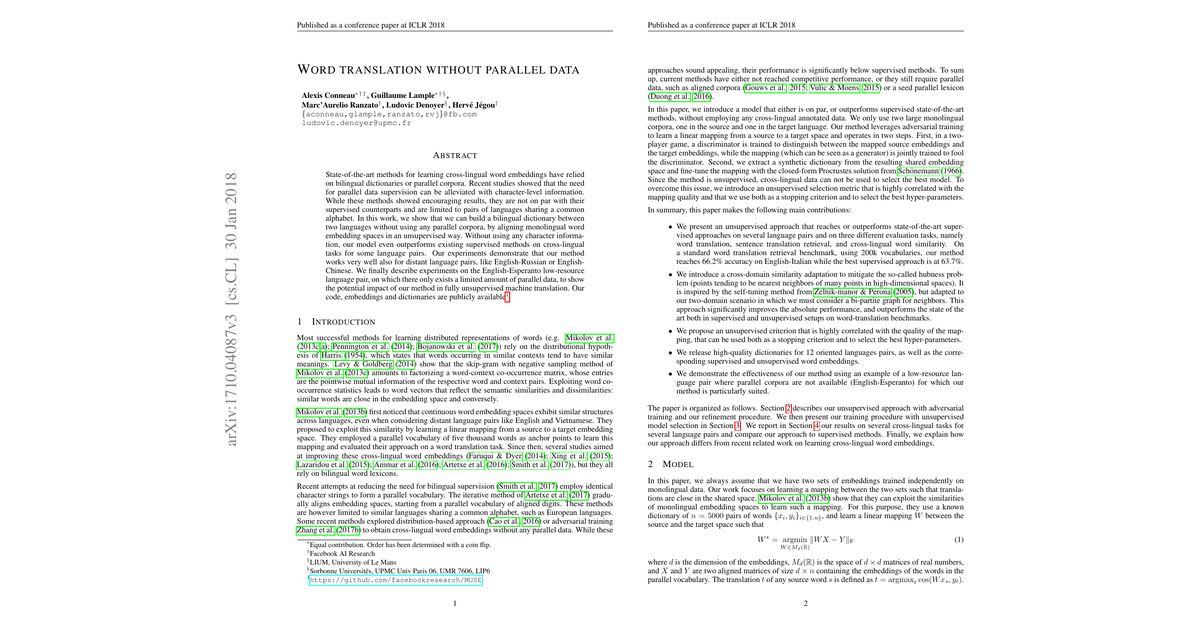 Published as a conference paper at ICLR 2018
WORD TRANSLATION WITHOUT PARALLEL DATA
Alexis Conneau*†‡, Guillaume Lample*†§,
Marc'Aurelio Ranzato†, Ludovic Denoyer§, Hervé Jégou†
{aconneau,glample,ranzato,rvj}@fb.com
ludovic.denoyer@upmc.fr
ABSTRACT
State-of-the-art methods for learning cross-lingual word embeddings have relied
on bilingual dictionaries or parallel corpora. Recent studies showed that the need
for parallel data supervision can be alleviated with character-level information.
While these methods showed encouraging results, they are not on par with their
supervised counterparts and are limited to pairs of languages sharing a common
alphabet. In this work, we show that we can build a bilingual dictionary between
two languages without using any parallel corpora, by aligning monolingual word
embedding spaces in an unsupervised way. Without using any character informa-
tion, our model even outperforms existing supervised methods on cross-lingual
tasks for some language pairs. Our experiments demonstrate that our method
works very well also for distant language pairs, like English-Russian or English-
Chinese. We finally describe experiments on the English-Esperanto low-resource
language pair, on which there only exists a limited amount of parallel data, to show
the potential impact of our method in fully unsupervised machine translation. Our
code, embeddings and dictionaries are publicly available¶.
1 INTRODUCTION
Most successful methods for learning distributed representations of words (e.g. Mikolov et al.
(2013c;a); Pennington et al. (2014); Bojanowski et al. (2017)) rely on the distributional hypoth-
esis of Harris (1954), which states that words occurring in similar contexts tend to have similar
meanings. Levy & Goldberg (2014) show that the skip-gram with negative sampling method of
Mikolov et al. (2013c) amounts to factorizing a word-context co-occurrence matrix, whose entries
are the pointwise mutual information of the respective word and context pairs. Exploiting word co-
occurrence statistics leads to word vectors that reflect the semantic similarities and dissimilarities:
similar words are close in the embedding space and conversely.
Mikolov et al. (2013b) first noticed that continuous word embedding spaces exhibit similar structures
across languages, even when considering distant language pairs like English and Vietnamese. They
proposed to exploit this similarity by learning a linear mapping from a source to a target embedding
space. They employed a parallel vocabulary of five thousand words as anchor points to learn this
mapping and evaluated their approach on a word translation task. Since then, several studies aimed
at improving these cross-lingual word embeddings (Faruqui & Dyer (2014); Xing et al. (2015);
Lazaridou et al. (2015); Ammar et al. (2016); Artetxe et al. (2016); Smith et al. (2017)), but they all
rely on bilingual word lexicons.
Recent attempts at reducing the need for bilingual supervision (Smith et al., 2017) employ identical
character strings to form a parallel vocabulary. The iterative method of Artetxe et al. (2017) gradu-
ally aligns embedding spaces, starting from a parallel vocabulary of aligned digits. These methods
are however limited to similar languages sharing a common alphabet, such as European languages.
Some recent methods explored distribution-based approach (Cao et al., 2016) or adversarial training
Zhang et al. (2017b) to obtain cross-lingual word embeddings without any parallel data. While these
*Equal contribution. Order has been determined with a coin flip.
†Facebook AI Research
‡LIUM, University of Le Mans
§Sorbonne Universités, UPMC Univ Paris 06, UMR 7606, LIP6
¶https://github.com/facebookresearch/MUSE
1
arXiv:1710.04087v3 [cs.CL] 30 Jan 2018
Published as a conference paper at ICLR 2018
approaches sound appealing, their performance is significantly below supervised methods. To sum
up, current methods have either not reached competitive performance, or they still require parallel
data, such as aligned corpora (Gouws et al., 2015; Vulic & Moens, 2015) or a seed parallel lexicon
(Duong et al., 2016).
In this paper, we introduce a model that either is on par, or outperforms supervised state-of-the-art
methods, without employing any cross-lingual annotated data. We only use two large monolingual
corpora, one in the source and one in the target language. Our method leverages adversarial training
to learn a linear mapping from a source to a target space and operates in two steps. First, in a two-
player game, a discriminator is trained to distinguish between the mapped source embeddings and
the target embeddings, while the mapping (which can be seen as a generator) is jointly trained to fool
the discriminator. Second, we extract a synthetic dictionary from the resulting shared embedding
space and fine-tune the mapping with the closed-form Procrustes solution from Schönemann (1966).
Since the method is unsupervised, cross-lingual data can not be used to select the best model. To
overcome this issue, we introduce an unsupervised selection metric that is highly correlated with the
mapping quality and that we use both as a stopping criterion and to select the best hyper-parameters.
In summary, this paper makes the following main contributions:
• We present an unsupervised approach that reaches or outperforms state-of-the-art super-
vised approaches on several language pairs and on three different evaluation tasks, namely
word translation, sentence translation retrieval, and cross-lingual word similarity. On
a standard word translation retrieval benchmark, using 200k vocabularies, our method
reaches 66.2% accuracy on English-Italian while the best supervised approach is at 63.7%.
• We introduce a cross-domain similarity adaptation to mitigate the so-called hubness prob-
lem (points tending to be nearest neighbors of many points in high-dimensional spaces). It
is inspired by the self-tuning method from Zelnik-manor & Perona (2005), but adapted to
our two-domain scenario in which we must consider a bi-partite graph for neighbors. This
approach significantly improves the absolute performance, and outperforms the state of the
art both in supervised and unsupervised setups on word-translation benchmarks.
• We propose an unsupervised criterion that is highly correlated with the quality of the map-
ping, that can be used both as a stopping criterion and to select the best hyper-parameters.
• We release high-quality dictionaries for 12 oriented languages pairs, as well as the corre-
sponding supervised and unsupervised word embeddings.
• We demonstrate the effectiveness of our method using an example of a low-resource lan-
guage pair where parallel corpora are not available (English-Esperanto) for which our
method is particularly suited.
The paper is organized as follows. Section 2 describes our unsupervised approach with adversarial
training and our refinement procedure. We then present our training procedure with unsupervised
model selection in Section 3. We report in Section 4 our results on several cross-lingual tasks for
several language pairs and compare our approach to supervised methods. Finally, we explain how
our approach differs from recent related work on learning cross-lingual word embeddings.
2 MODEL
In this paper, we always assume that we have two sets of embeddings trained independently on
monolingual data. Our work focuses on learning a mapping between the two sets such that transla-
tions are close in the shared space. Mikolov et al. (2013b) show that they can exploit the similarities
of monolingual embedding spaces to learn such a mapping. For this purpose, they use a known
dictionary of n = 5000 pairs of words {xᵢ, yᵢ}ᵢ∈{1,n}, and learn a linear mapping W between the
source and the target space such that
W* = argmin ‖WX − Y‖F (1)
W∈Md(ℝ)
where d is the dimension of the embeddings, Md(ℝ) is the space of d × d matrices of real numbers,
and X and Y are two aligned matrices of size d × n containing the embeddings of the words in the
parallel vocabulary. The translation t of any source word s is defined as t = argmaxt cos(Wxs, yt).
2